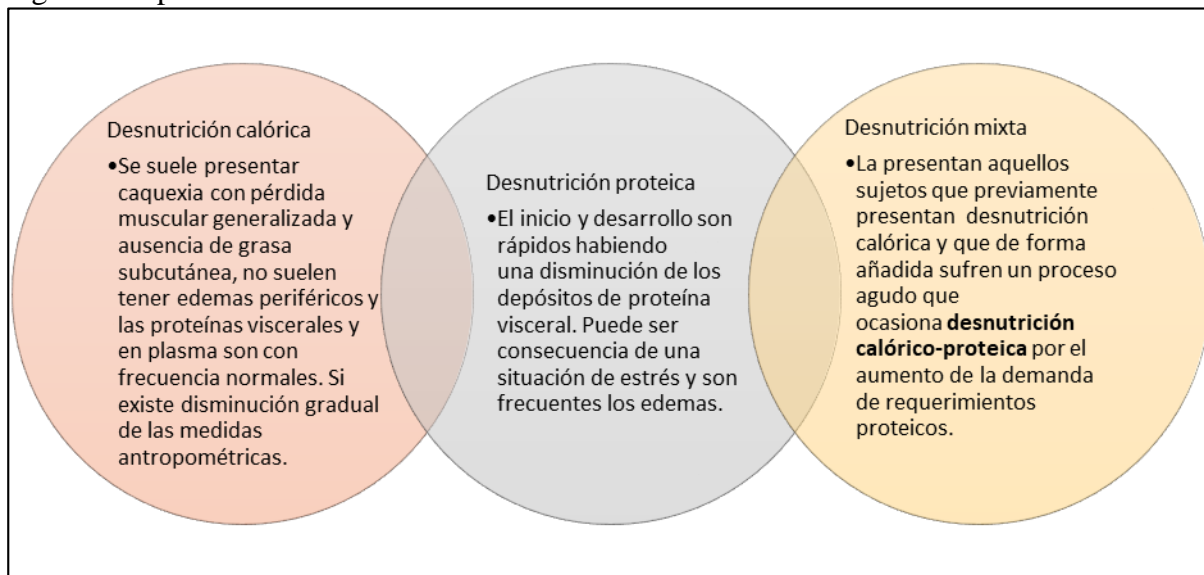 Desnutrición calórica
•Se suele presentar
caquexia con pérdida
muscular generalizada y
ausencia de grasa
subcutánea, no suelen
tener edemas periféricos y
las proteínas viscerales y
en plasma son con
frecuencia normales. Si
existe disminución gradual
de las medidas
antropométricas.
Desnutrición proteica
•El inicio y desarrollo son
rápidos habiendo
una disminución de los
depósitos de proteína
visceral. Puede ser
consecuencia de una
situación de estrés y son
frecuentes los edemas.
Desnutrición mixta
•La presentan aquellos
sujetos que previamente
presentan desnutrición
calórica y que de forma
añadida sufren un proceso
agudo que
ocasiona desnutrición
calórico-proteica por el
aumento de la demanda
de requerimientos
proteicos.